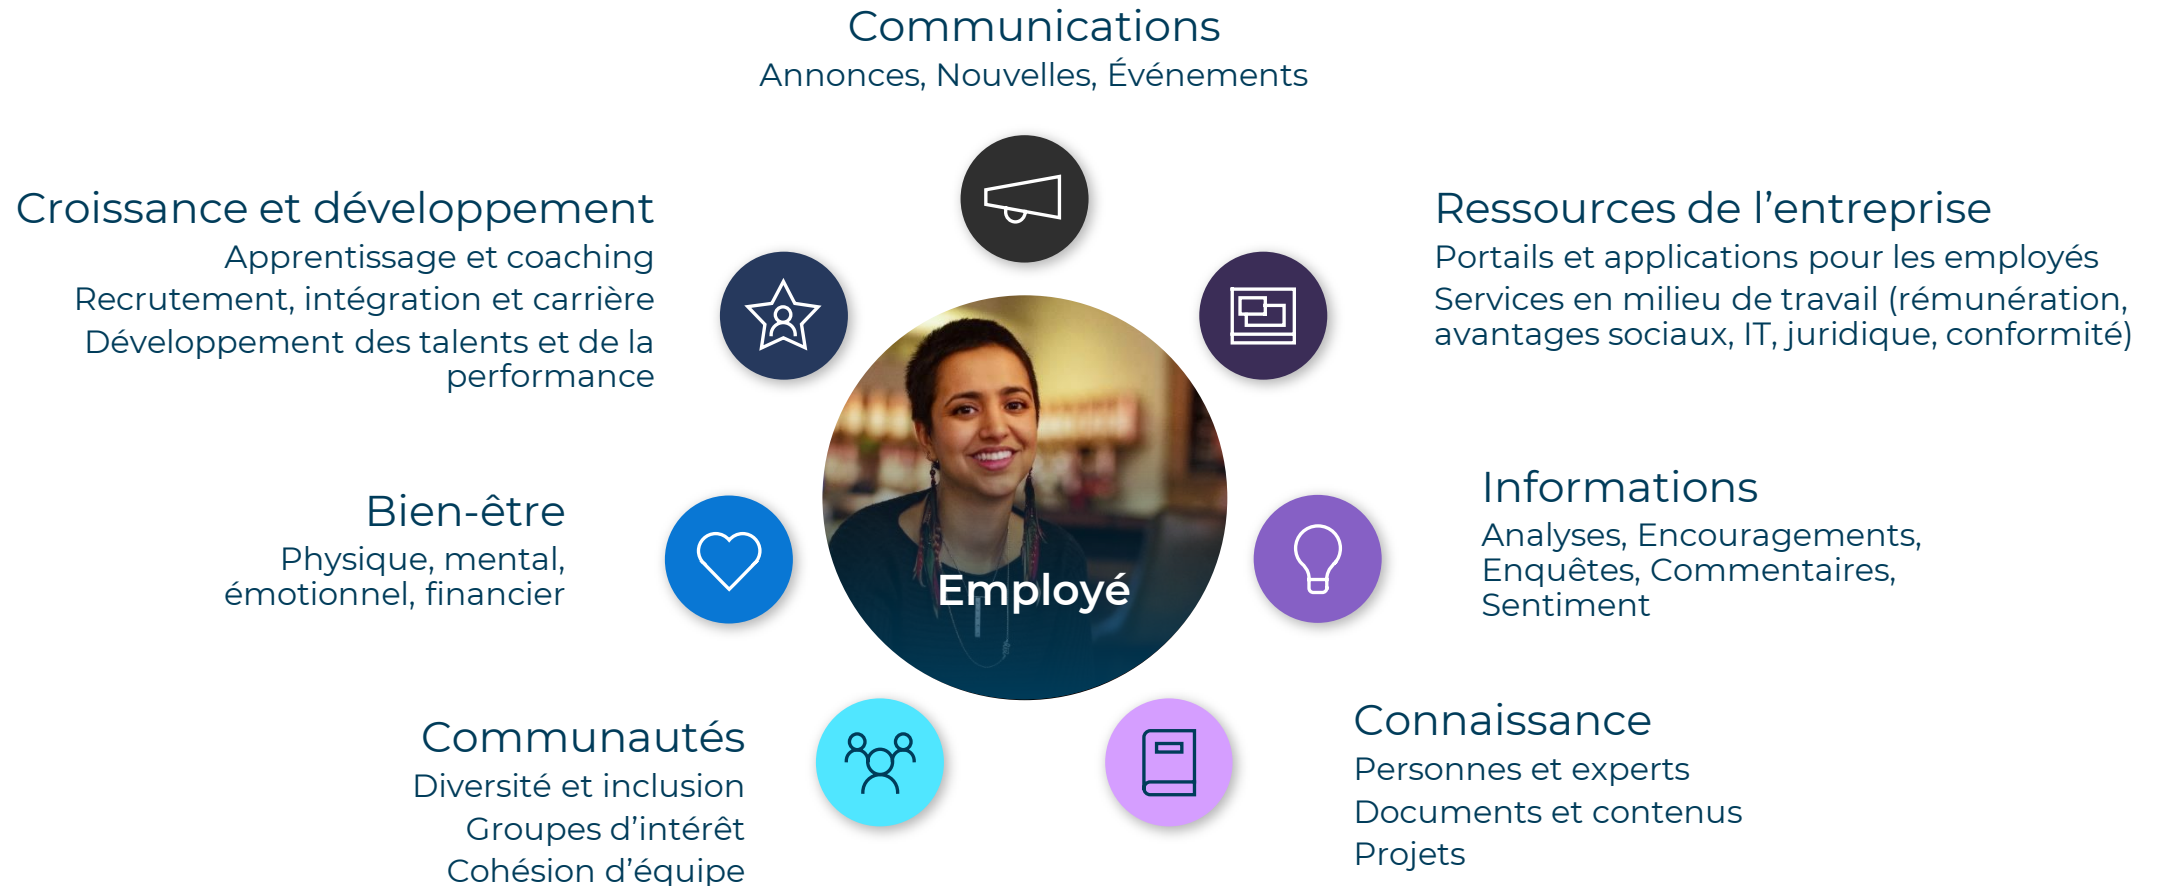 Communications
Annonces, Nouvelles, Événements
Croissance et développement
Apprentissage et coaching
Recrutement, intégration et carrière
Développement des talents et de la
performance
Ressources de l’entreprise
Portails et applications pour les employés
Services en milieu de travail (rémunération,
avantages sociaux, IT, juridique, conformité)
Bien-être
Physique, mental,
émotionnel, financier
Employé
Informations
Analyses, Encouragements,
Enquêtes, Commentaires,
Sentiment
Communautés
Diversité et inclusion
Groupes d’intérêt
Cohésion d’équipe
Connaissance
Personnes et experts
Documents et contenus
Projets